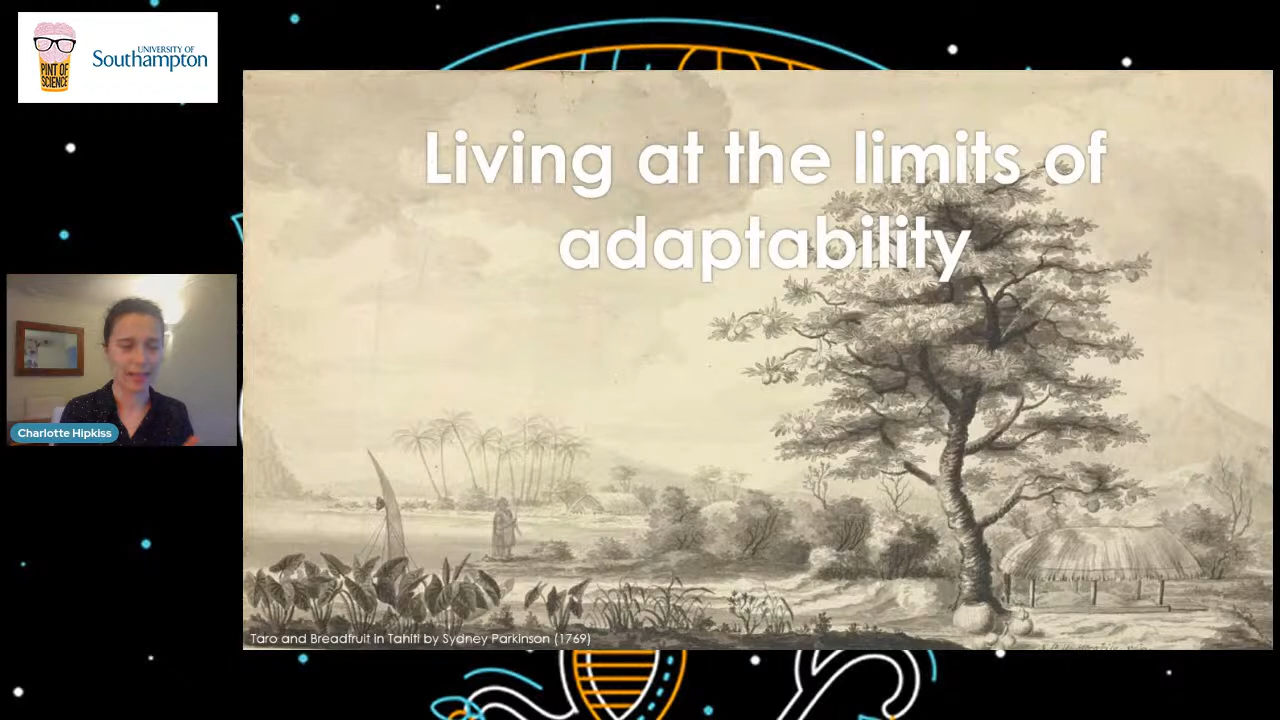 PINT OF
SCIENCE
UNIVERSITY OF
Southampton
Living at the limits of
adaptability
Charlotte Hipkiss
Taro and Breadfruit in Tahiti by Sydney Parkinson (1769)